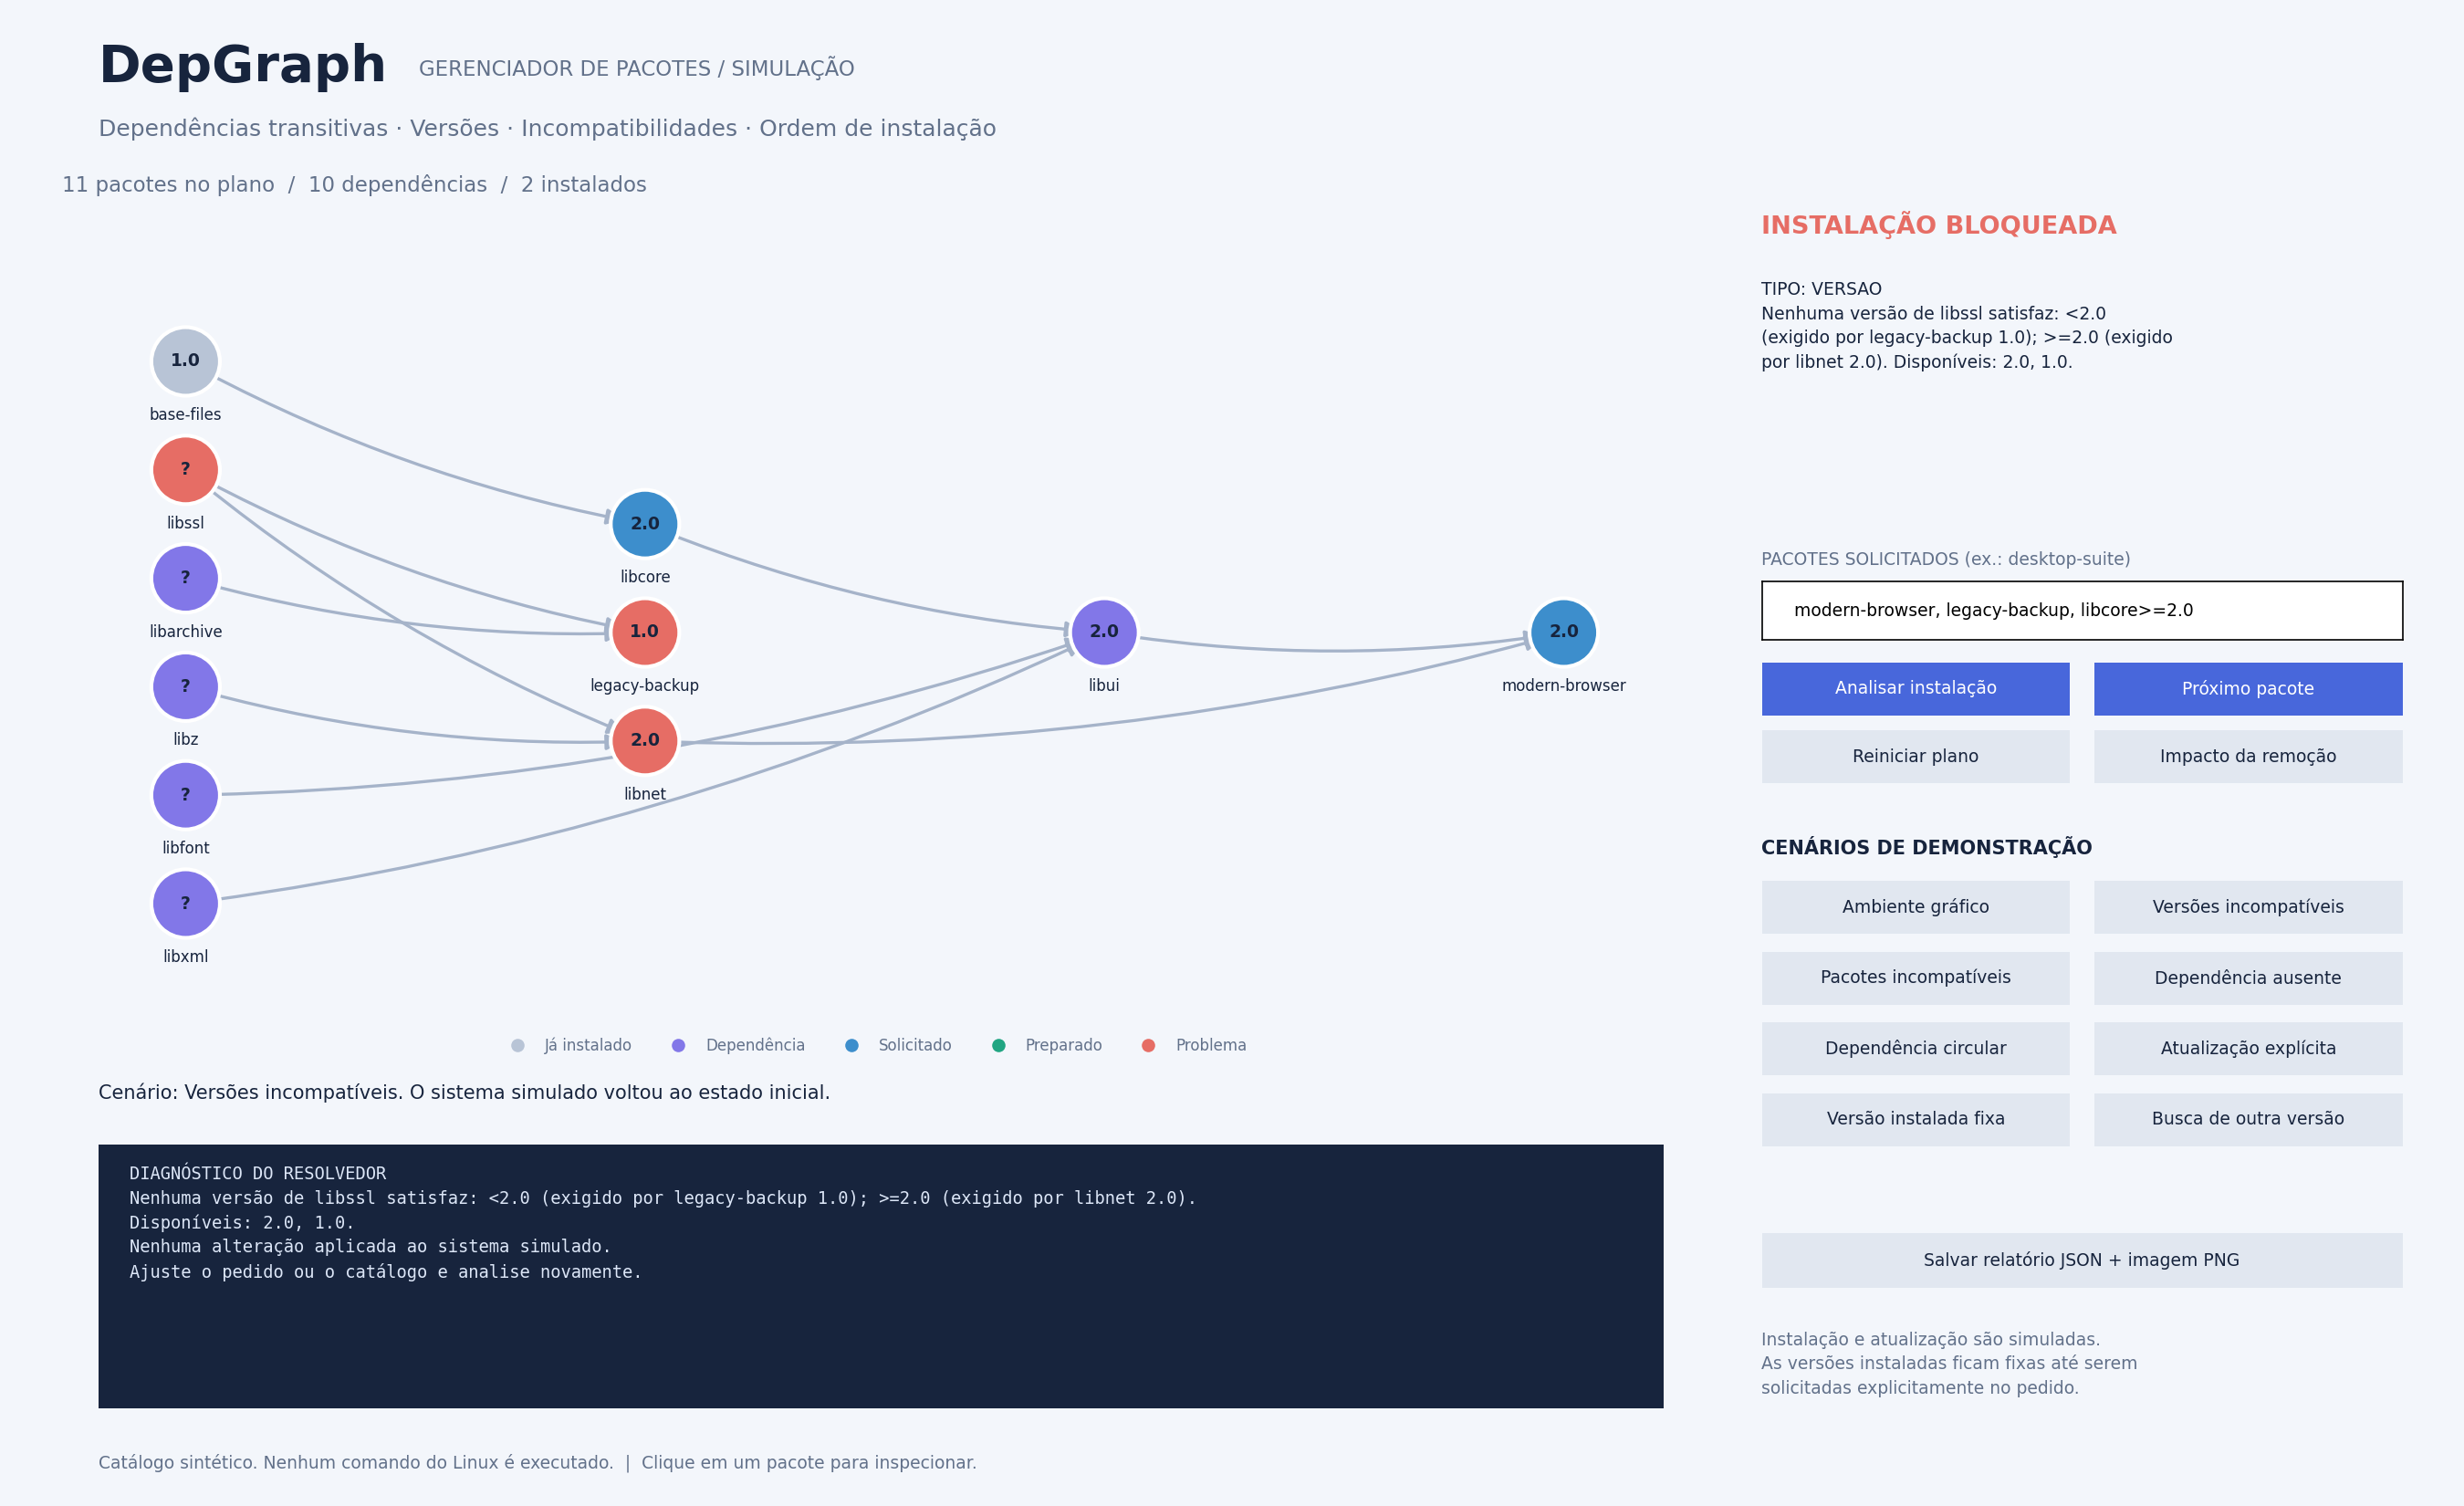 DepGraph GERENCIADOR DE PACOTES / SIMULAÇÃO
Dependências transitivas · Versões · Incompatibilidades · Ordem de instalação
11 pacotes no plano / 10 dependências / 2 instalados
1.0
base-files
?
libssl
?
libarchive
?
libz
?
libfont
?
libxml
2.0
libcore
1.0
legacy-backup
2.0
libnet
2.0
libui
2.0
modern-browser
Já instalado Dependência Solicitado Preparado Problema
Cenário: Versões incompatíveis. O sistema simulado voltou ao estado inicial.
DIAGNÓSTICO DO RESOLVEDOR
Nenhuma versão de libssl satisfaz: <2.0 (exigido por legacy-backup 1.0); >=2.0 (exigido por libnet 2.0).
Disponíveis: 2.0, 1.0.
Nenhuma alteração aplicada ao sistema simulado.
Ajuste o pedido ou o catálogo e analise novamente.
Catálogo sintético. Nenhum comando do Linux é executado. | Clique em um pacote para inspecionar.
INSTALAÇÃO BLOQUEADA
TIPO: VERSAO
Nenhuma versão de libssl satisfaz: <2.0
(exigido por legacy-backup 1.0); >=2.0 (exigido
por libnet 2.0). Disponíveis: 2.0, 1.0.
PACOTES SOLICITADOS (ex.: desktop-suite)
modern-browser, legacy-backup, libcore>=2.0
Analisar instalação Próximo pacote
Reiniciar plano Impacto da remoção
CENÁRIOS DE DEMONSTRAÇÃO
Ambiente gráfico Versões incompatíveis
Pacotes incompatíveis Dependência ausente
Dependência circular Atualização explícita
Versão instalada fixa Busca de outra versão
Salvar relatório JSON + imagem PNG
Instalação e atualização são simuladas.
As versões instaladas ficam fixas até serem
solicitadas explicitamente no pedido.